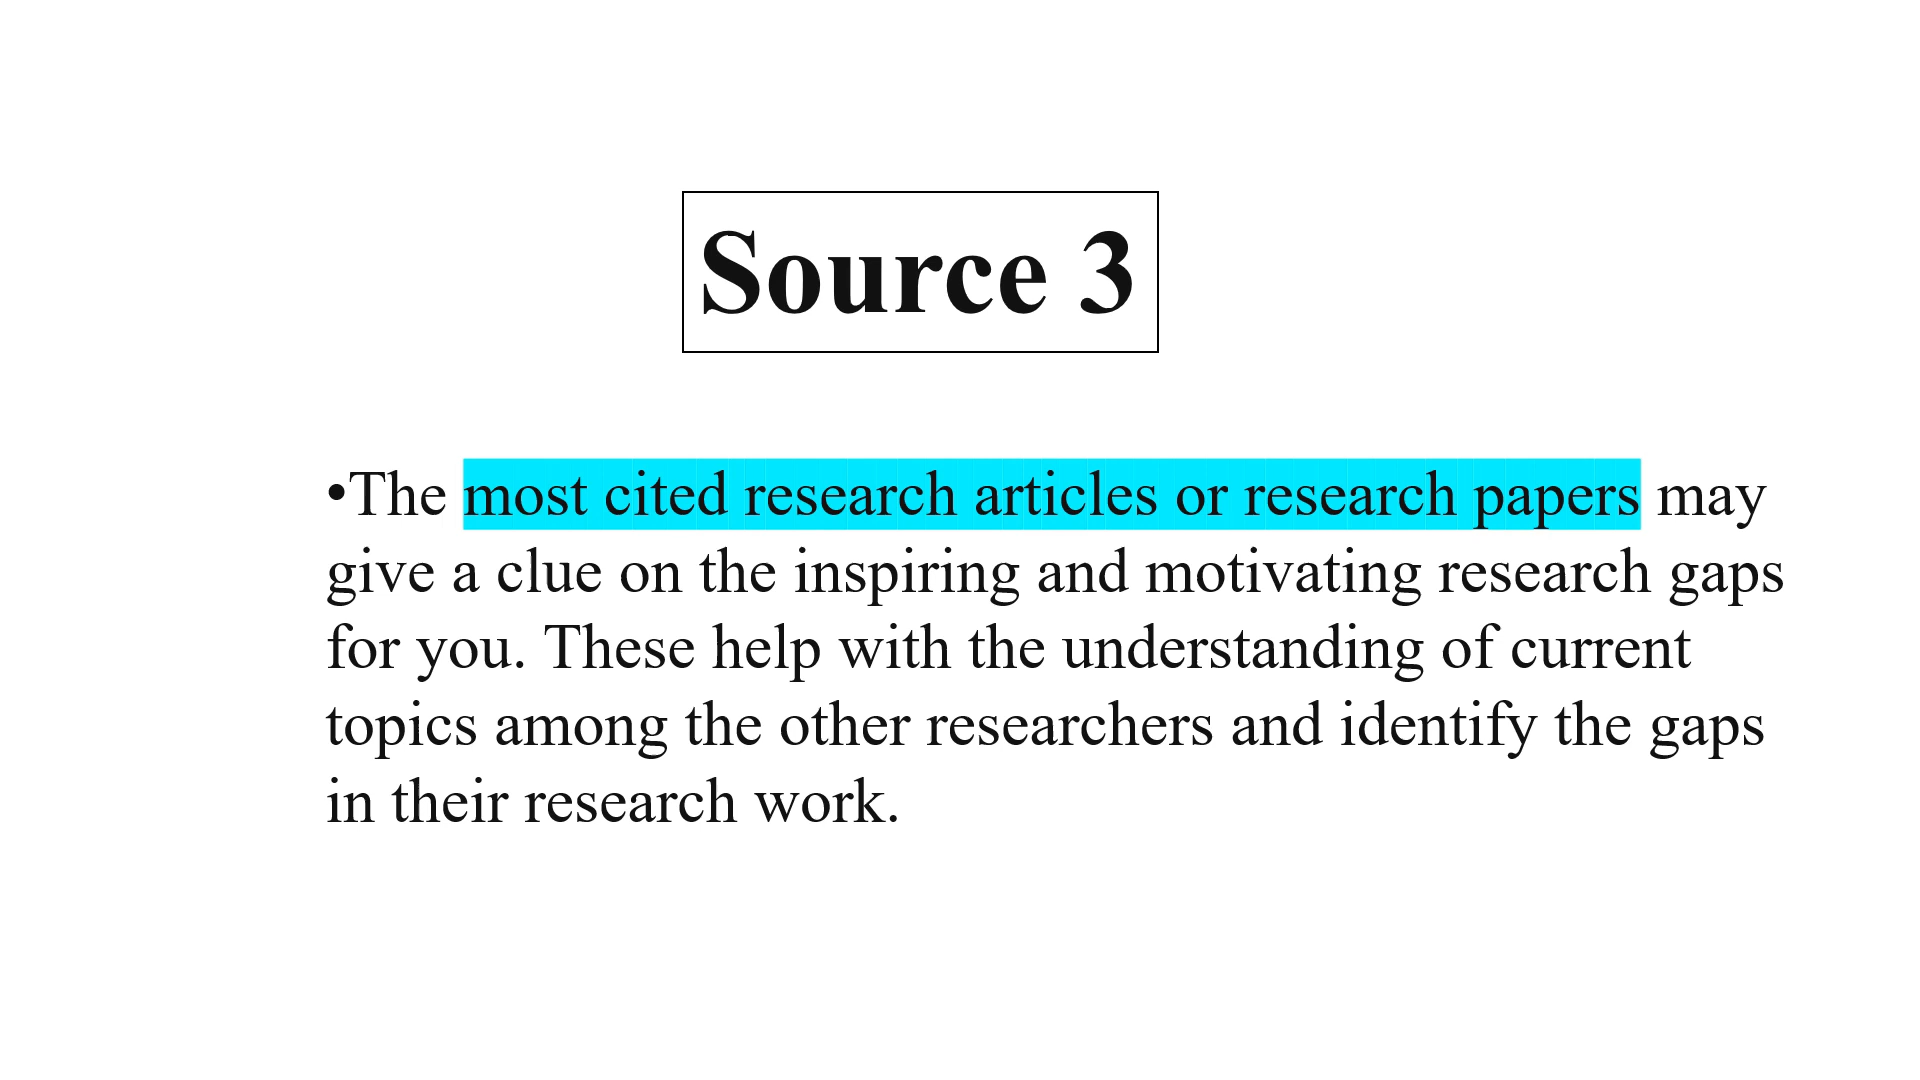 Source 3
•The most cited research articles or research papers may
give a clue on the inspiring and motivating research gaps
for you. These help with the understanding of current
topics among the other researchers and identify the gaps
in their research work.